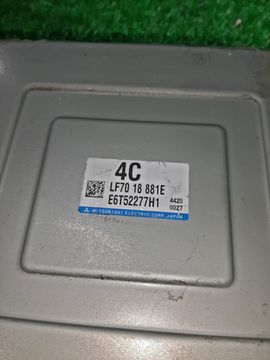 4C
LF70 18 881E
E6T52277H1
4420
0027
MITSUBISHI ELECTRIC CORP. JAPAN